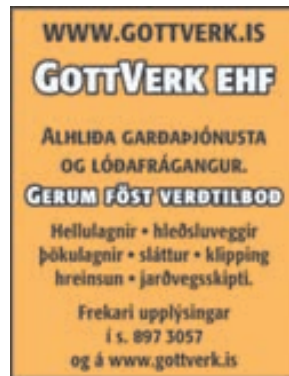 WWW.GOTTVERK.IS
GOTTVERK EHF
ALHLIÐA GARÐAÞJÓNUSTA
OG LÓÐAFRÁGANGUR.
GERUM FÖST VERÐTILBOÐ
Hellulagnir • hleðsluveggir
þökulagnir • sláttur • klipping
hreinsun • jarðvegsskipti.
Frekari upplýsingar
í s. 897 3057
og á www.gottverk.is